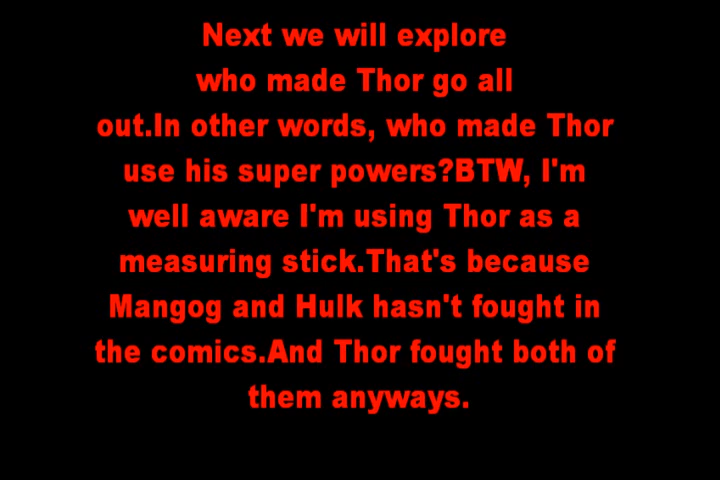 Next we will explore
who made Thor go all
out.In other words, who made Thor
use his super powers?BTW, I'm
well aware I'm using Thor as a
measuring stick.That's because
Mangog and Hulk hasn't fought in
the comics.And Thor fought both of
them anyways.